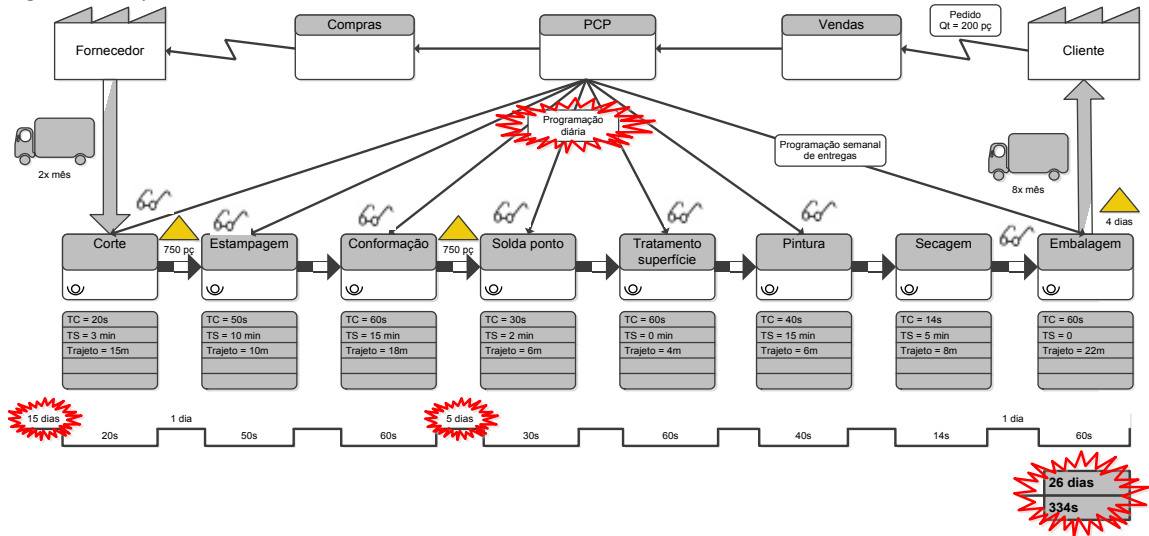 Fornecedor
Compras
PCP
Vendas
Pedido
Qt = 200 pç
Cliente
2x mês
Programação
diária
Programação semanal
de entregas
8x mês
4 dias
Corte
750 pç
Estampagem
Conformação
750 pç
Solda ponto
Tratamento
superfície
Pintura
Secagem
Embalagem
TC = 20s
TS = 3 min
Trajeto = 15m
TC = 50s
TS = 10 min
Trajeto = 10m
TC = 60s
TS = 15 min
Trajeto = 18m
TC = 30s
TS = 2 min
Trajeto = 6m
TC = 60s
TS = 0 min
Trajeto = 4m
TC = 40s
TS = 15 min
Trajeto = 6m
TC = 14s
TS = 5 min
Trajeto = 8m
TC = 60s
TS = 0
Trajeto = 22m
15 dias
20s
1 dia
50s
60s
5 dias
30s
60s
40s
14s
1 dia
60s
26 dias
334s